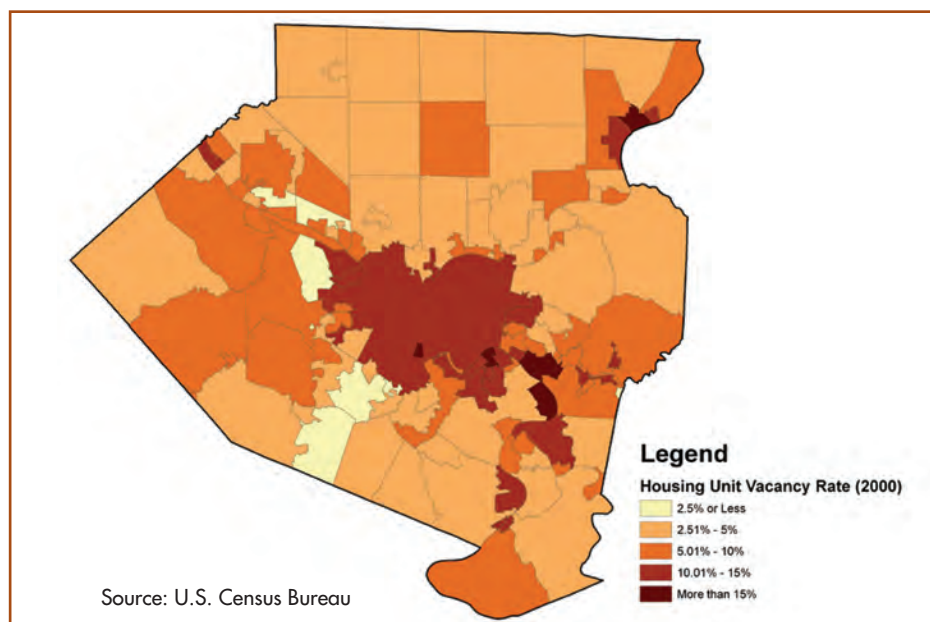 Legend
Housing Unit Vacancy Rate (2000)
2.5% or Less
2.51% - 5%
5.01% - 10%
10.01% - 15%
More than 15%
Source: U.S. Census Bureau